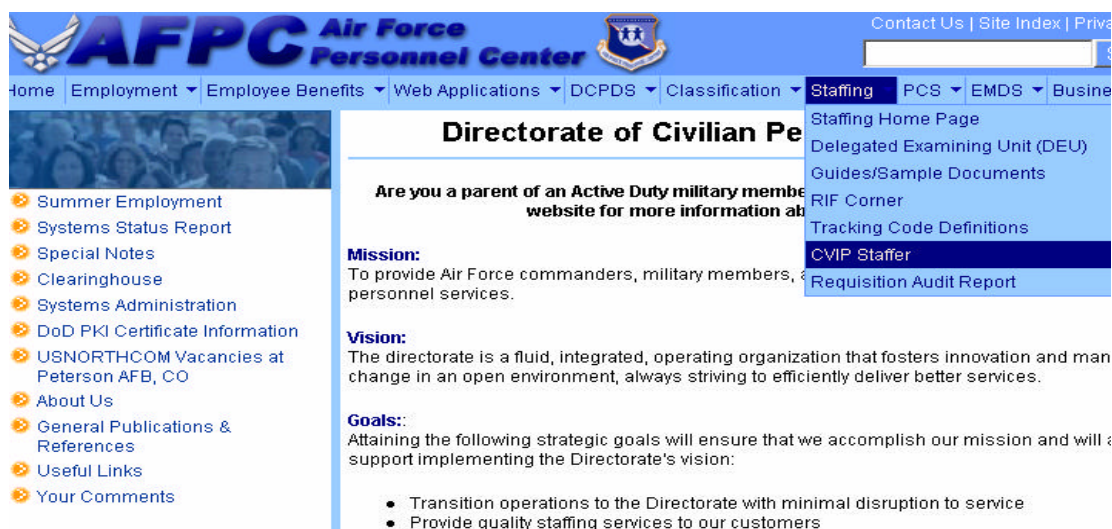 AFPC Air Force
Personnel Center
Contact Us | Site Index | Priva
Home Employment Employee Benefits Web Applications DCPDS Classification Staffing PCS EMDS Busine
Staffing Home Page
Delegated Examining Unit (DEU)
Guides/Sample Documents
RIF Corner
Tracking Code Definitions
CVIP Staffer
Requisition Audit Report
Summer Employment
Systems Status Report
Special Notes
Clearinghouse
Systems Administration
DoD PKI Certificate Information
USNORTHCOM Vacancies at
Peterson AFB, CO
About Us
General Publications &
References
Useful Links
Your Comments
Directorate of Civilian Pe
Are you a parent of an Active Duty military membe
website for more information ab
Mission:
To provide Air Force commanders, military members, a
personnel services.
Vision:
The directorate is a fluid, integrated, operating organization that fosters innovation and man
change in an open environment, always striving to efficiently deliver better services.
Goals::
Attaining the following strategic goals will ensure that we accomplish our mission and will a
support implementing the Directorate's vision:
• Transition operations to the Directorate with minimal disruption to service
• Provide quality staffing services to our customers